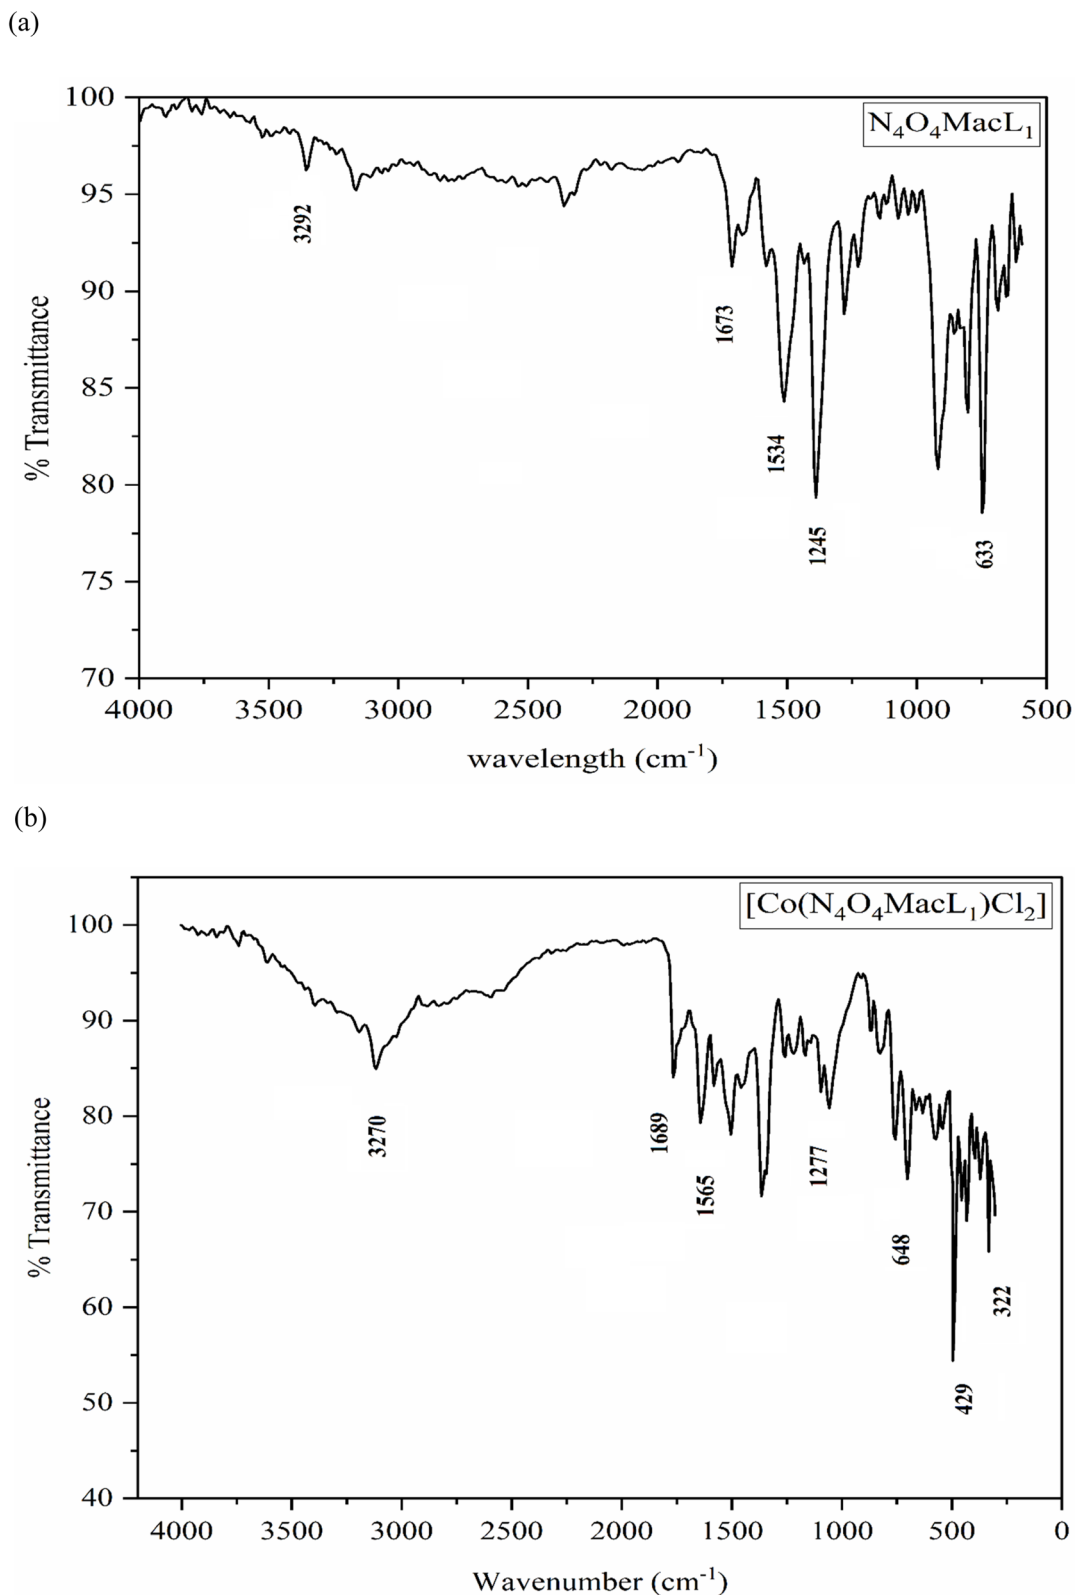 (a)
N₄O₄MacL₁
100
95
90
85
80
75
70
% Transmittance
3292
1673
1534
1245
633
4000 3500 3000 2500 2000 1500 1000 500
wavelength (cm⁻¹)
(b)
[Co(N₄O₄MacL₁)Cl₂]
100
90
80
70
60
50
40
% Transmittance
3270
1689
1565
1277
648
429
322
4000 3500 3000 2500 2000 1500 1000 500 0
Wavenumber (cm⁻¹)